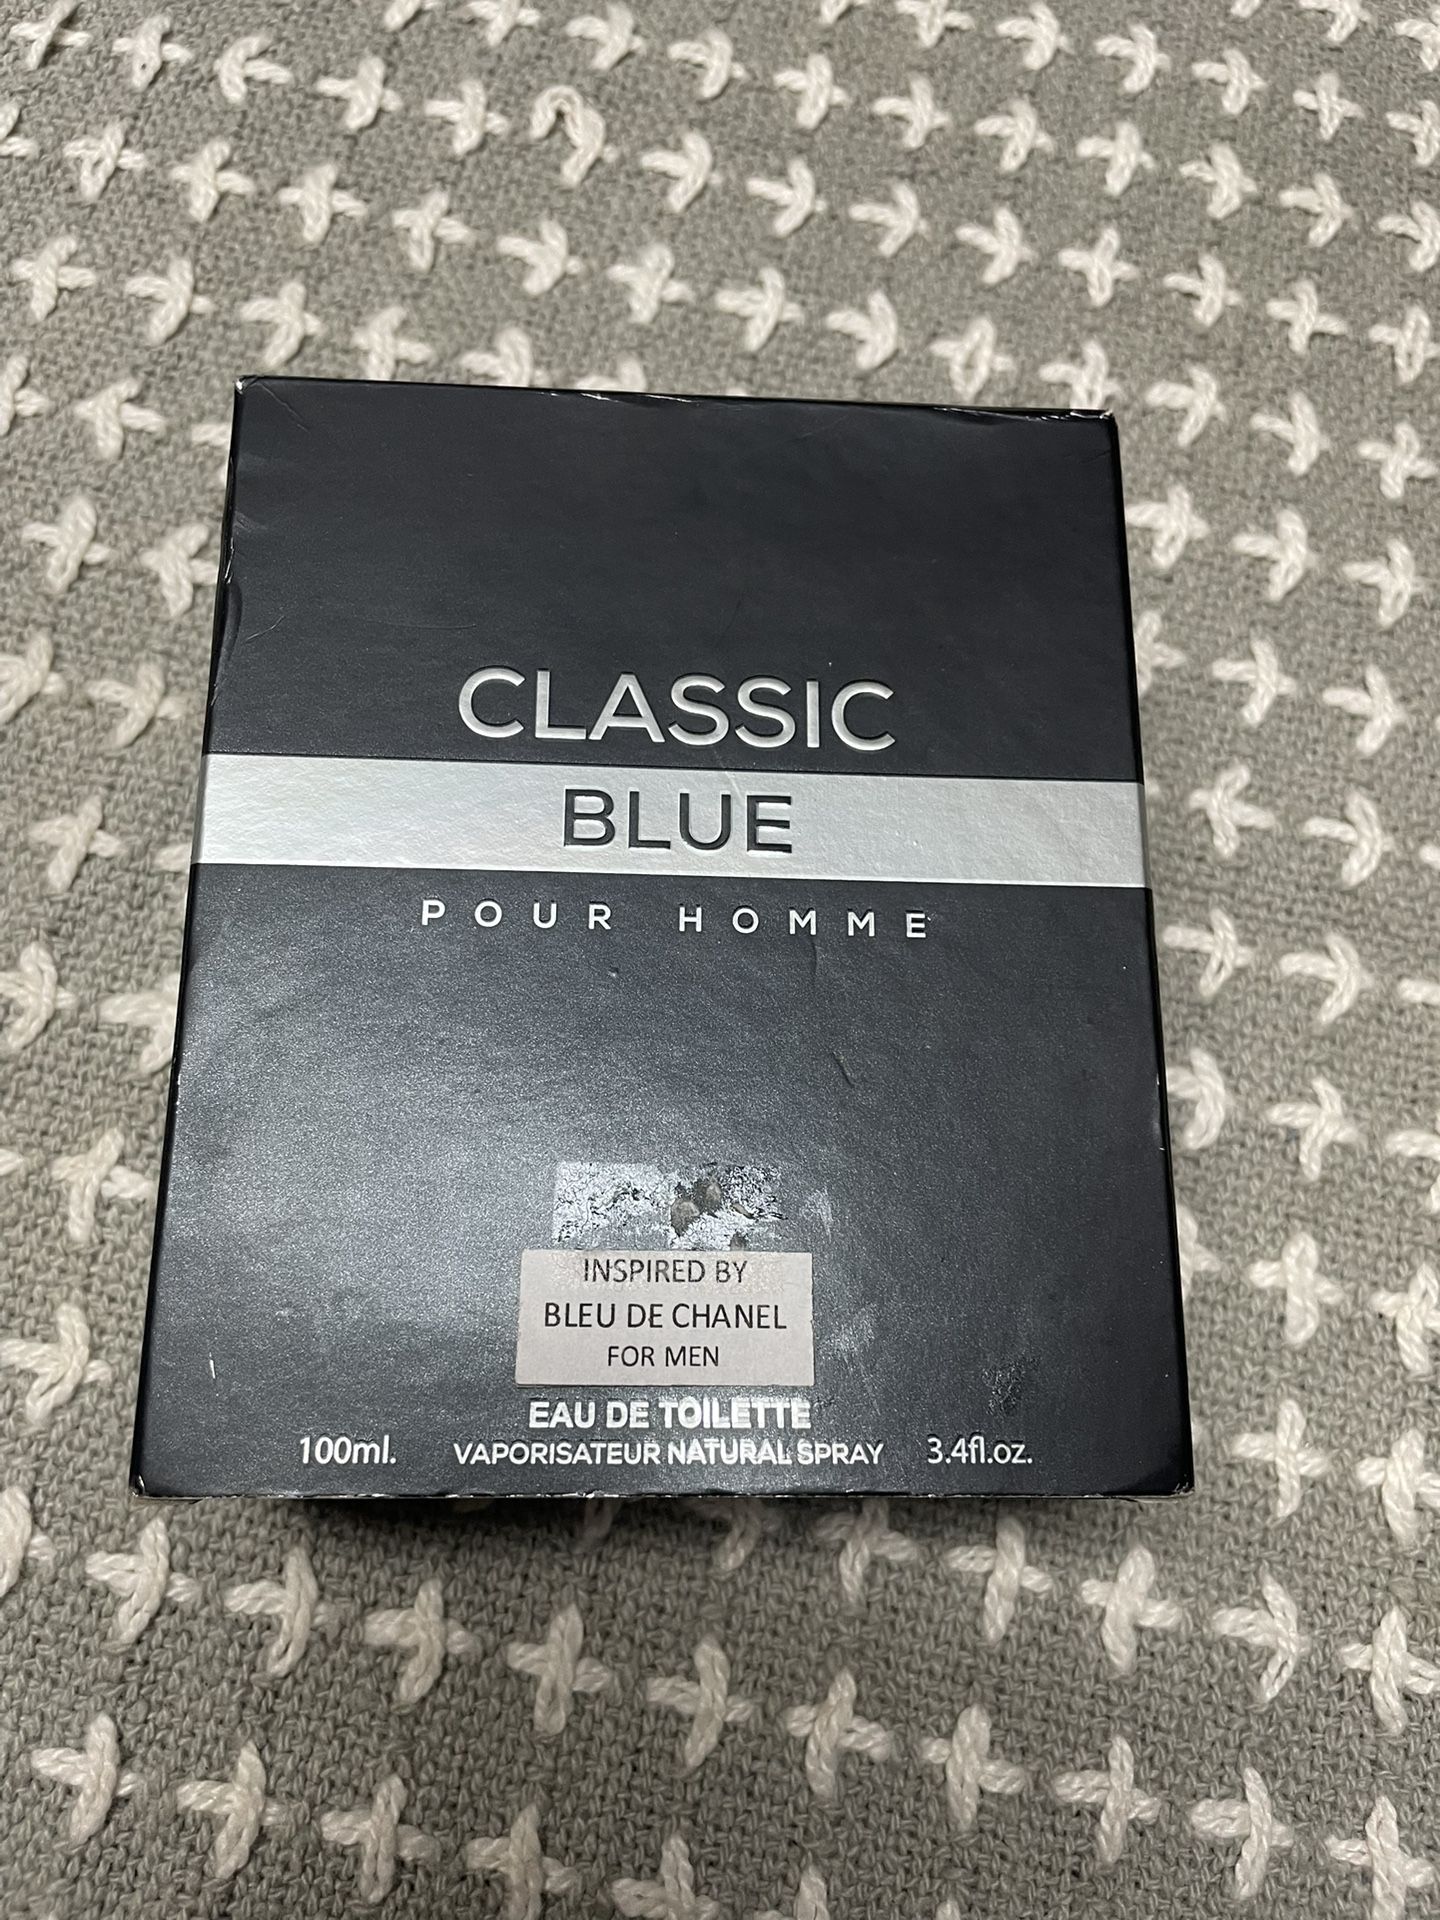 CLASSIC
BLUE
POUR HOMME
INSPIRED BY
BLEU DE CHANEL
FOR MEN
EAU DE TOILETTE
100ml. VAPORISATEUR NATURAL SPRAY 3.4fl.oz.